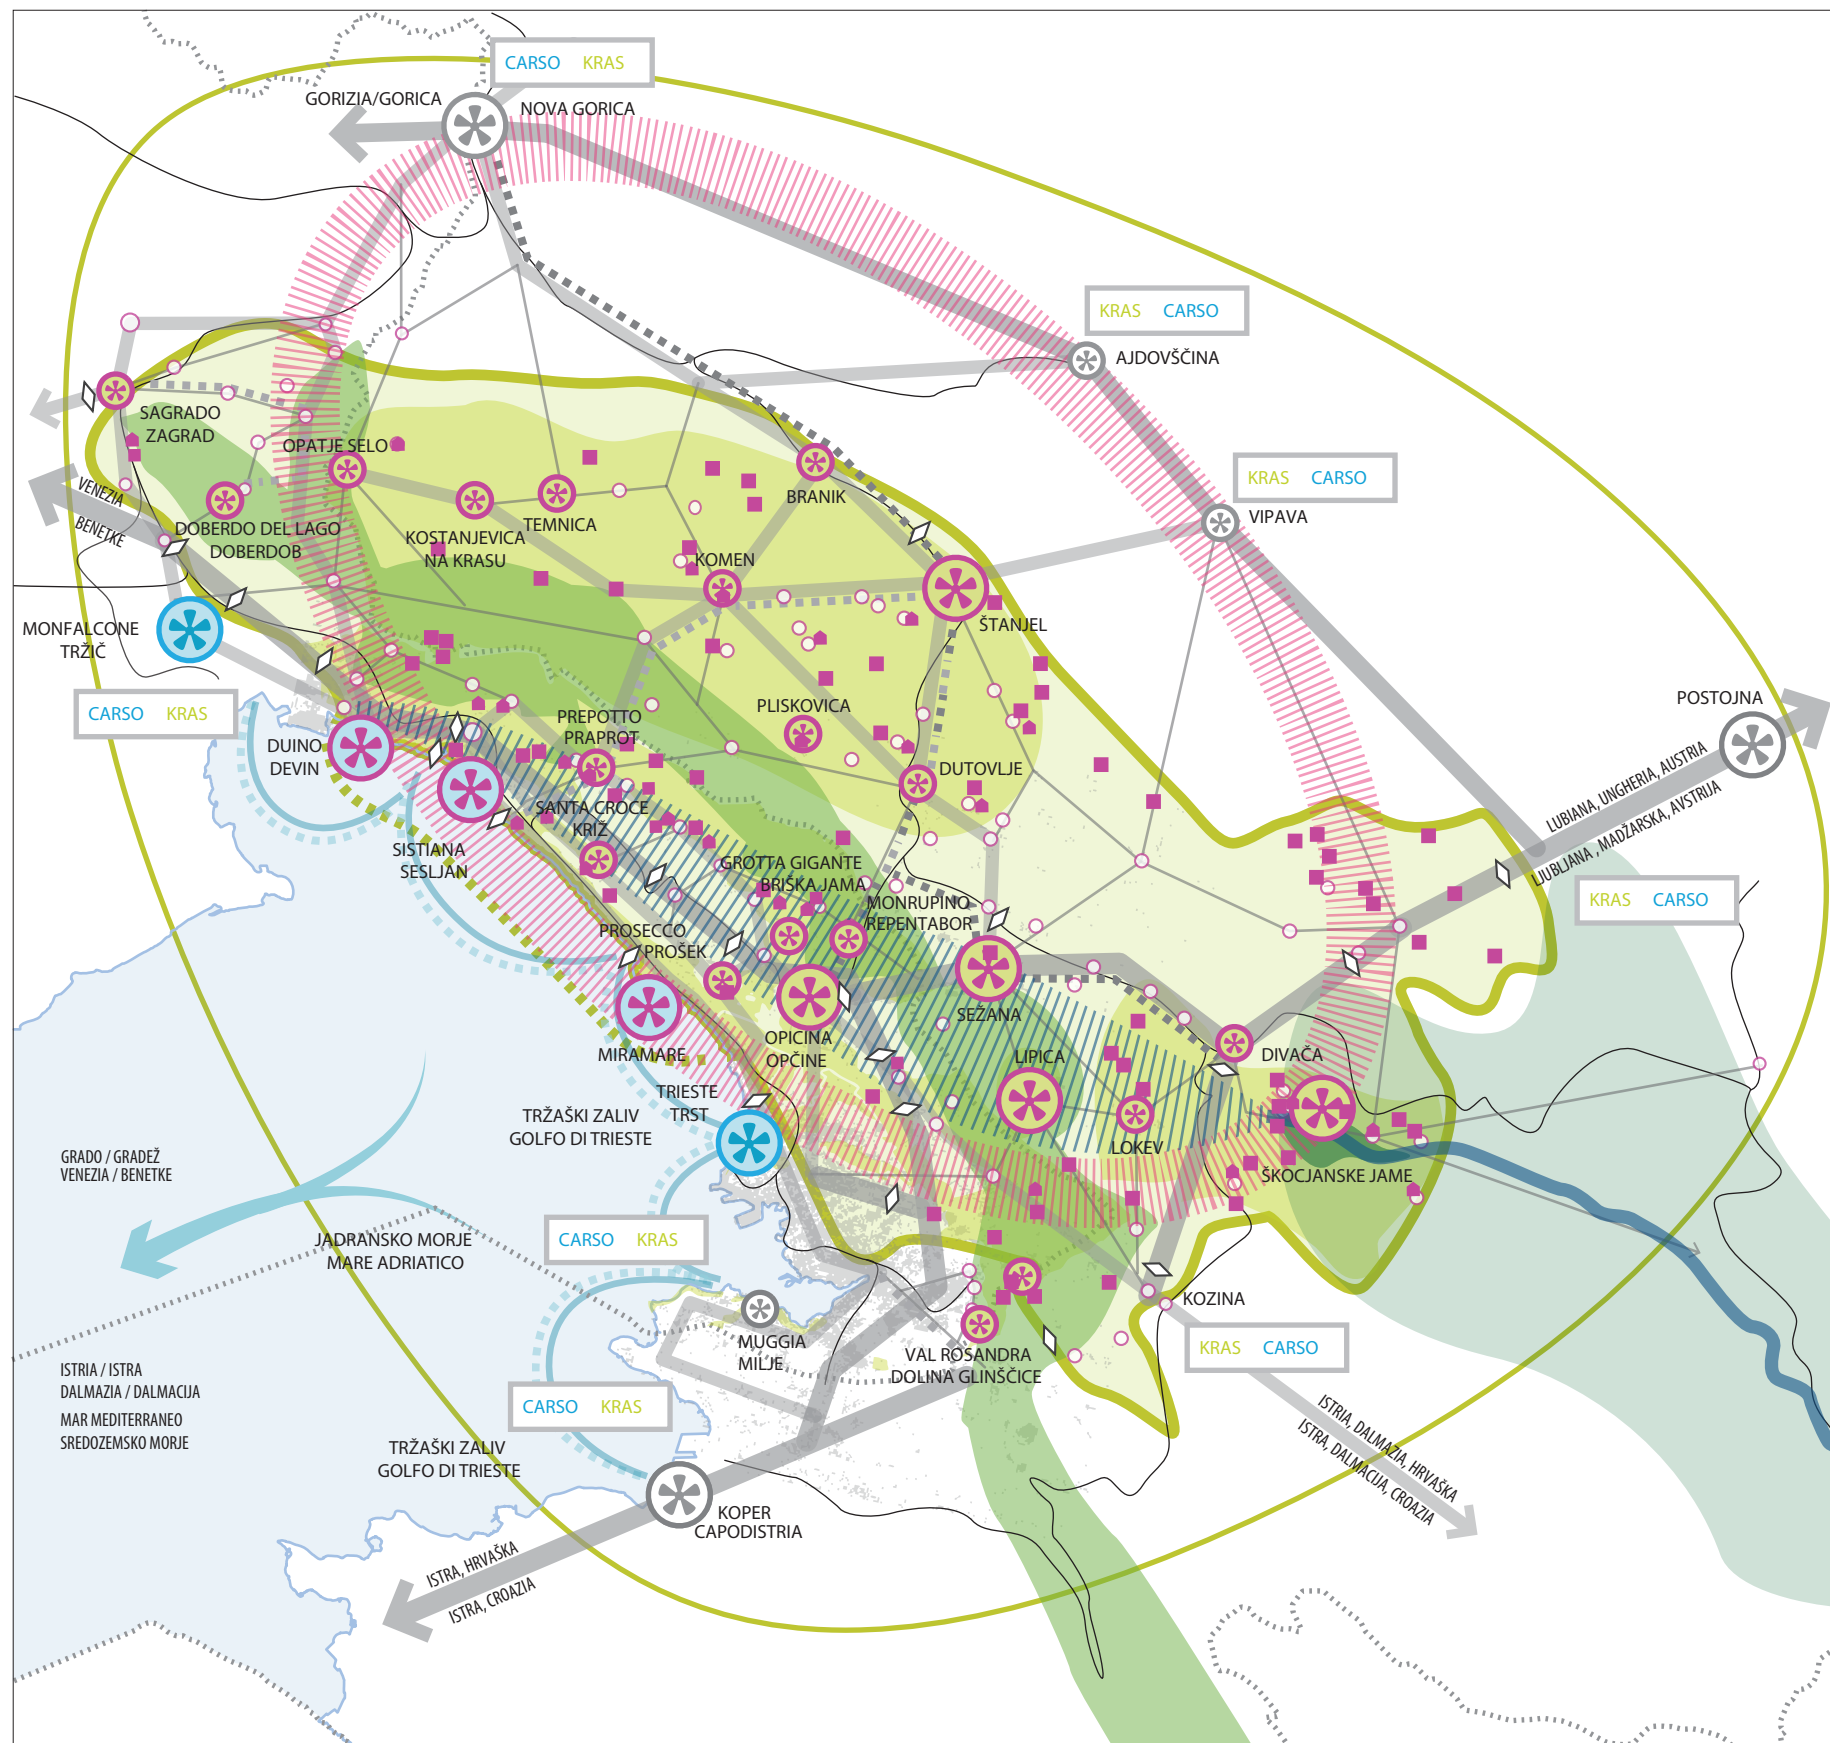 CARSO KRAS
GORIZIA/GORICA
NOVA GORICA
KRAS CARSO
AJDOVŠČINA
SAGRADO
ZAGRAD
OPATJE SELO
KRAS CARSO
VIPAVA
VENEZIA
BENETKE
DOBERDO DEL LAGO
DOBERDOB
KOSTANJEVICA
NA KRASU
TEMNICA
BRANIK
KOMEN
ŠTANJEL
MONFALCONE
TRŽIČ
CARSO KRAS
DUINO
DEVIN
PREPOTTO
PRAPROT
PLISKOVICA
DUTOVLJE
POSTOJNA
LUBIANA, UNGHERIA, AUSTRIA
LJUBLJANA , MADŽARSKA, AVSTRIJA
SISTIANA
SESLJAN
SANTA CROCE
KRIŽ
GROTTA GIGANTE
BRIŠKA JAMA
MONRUPINO
REPENTABOR
KRAS CARSO
PROSECCO
PROŠEK
MIRAMARE
OPICINA
OPČINE
SEŽANA
LIPICA
DIVAČA
LOKEV
ŠKOCJANSKE JAME
TRIESTE
TRST
TRŽAŠKI ZALIV
GOLFO DI TRIESTE
GRADO / GRADEŽ
VENEZIA / BENETKE
JADRANSKO MORJE
MARE ADRIATICO
CARSO KRAS
KOZINA
MUGGIA
MILJE
VAL ROSANDRA
DOLINA GLINŠČICE
KRAS CARSO
ISTRIA / ISTRA
DALMAZIA / DALMACIJA
MAR MEDITERRANEO
SREDOZEMSKO MORJE
CARSO KRAS
TRŽAŠKI ZALIV
GOLFO DI TRIESTE
KOPER
CAPODISTRIA
ISTRIA, DALMAZIA, HRVAŠKA
ISTRA, DALMACIJA, CROAZIA
ISTRA, HRVAŠKA
ISTRA, CROAZIA